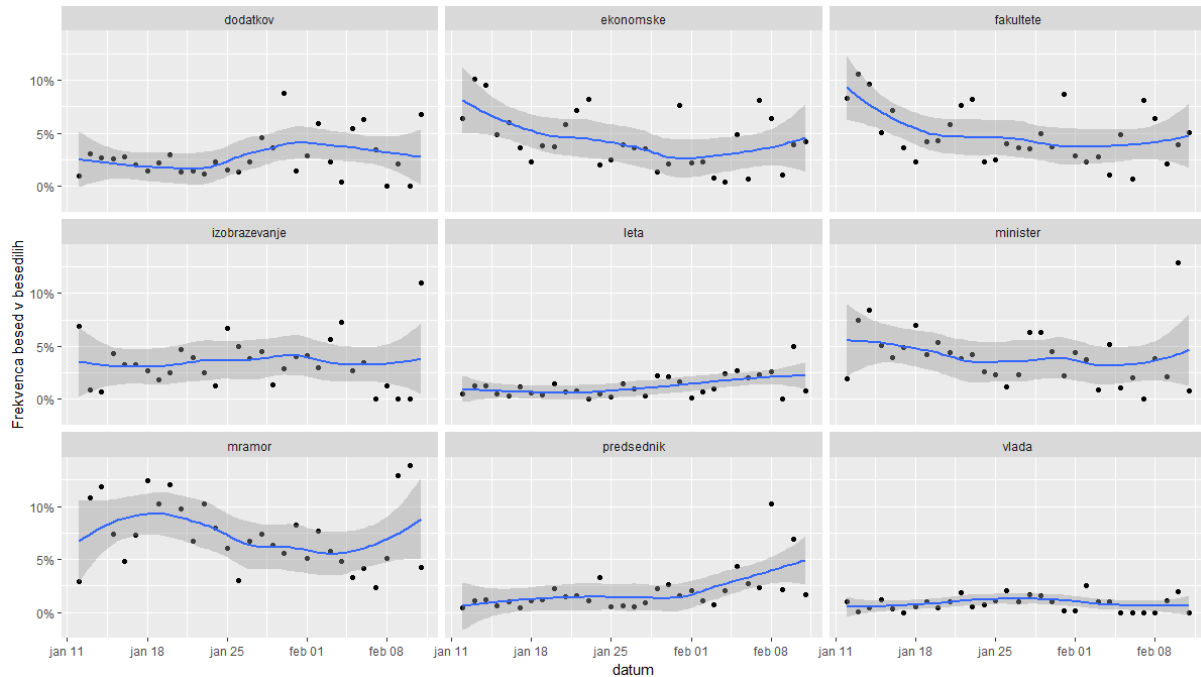 dodatkov ekonomske fakultete
10%
5%
0%
izobrazevanje leta minister
10%
5%
0%
Frekvenca besed v besedilih
mramor predsednik vlada
10%
5%
0%
jan 11 jan 18 jan 25 feb 01 feb 08 jan 11 jan 18 jan 25 feb 01 feb 08 jan 11 jan 18 jan 25 feb 01 feb 08
datum